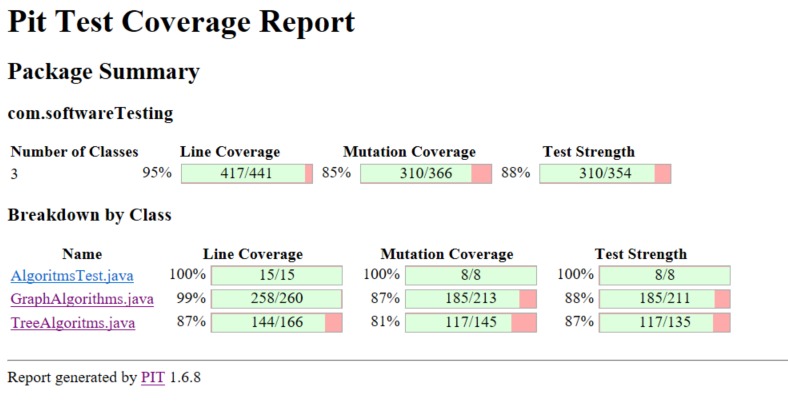 Pit Test Coverage Report
Package Summary
com.softwareTesting
Number of Classes Line Coverage Mutation Coverage Test Strength
3 95% 417/441 85% 310/366 88% 310/354
Breakdown by Class
Name Line Coverage Mutation Coverage Test Strength
AlgoritmsTest.java 100% 15/15 100% 8/8 100% 8/8
GraphAlgorithms.java 99% 258/260 87% 185/213 88% 185/211
TreeAlgoritms.java 87% 144/166 81% 117/145 87% 117/135
Report generated by PIT 1.6.8